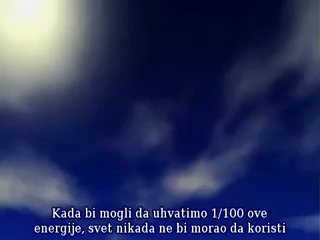 Kada bi mogli da uhvatimo 1/100 ove
energije, svet nikada ne bi morao da koristi